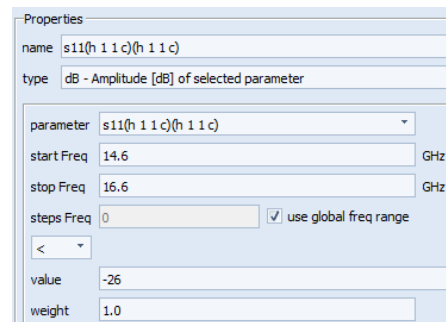 Properties
name s11(h 1 1 c)(h 1 1 c)
type dB - Amplitude [dB] of selected parameter
parameter s11(h 1 1 c)(h 1 1 c)
start Freq 14.6 GHz
stop Freq 16.6 GHz
steps Freq 0 use global freq range
<
value -26
weight 1.0